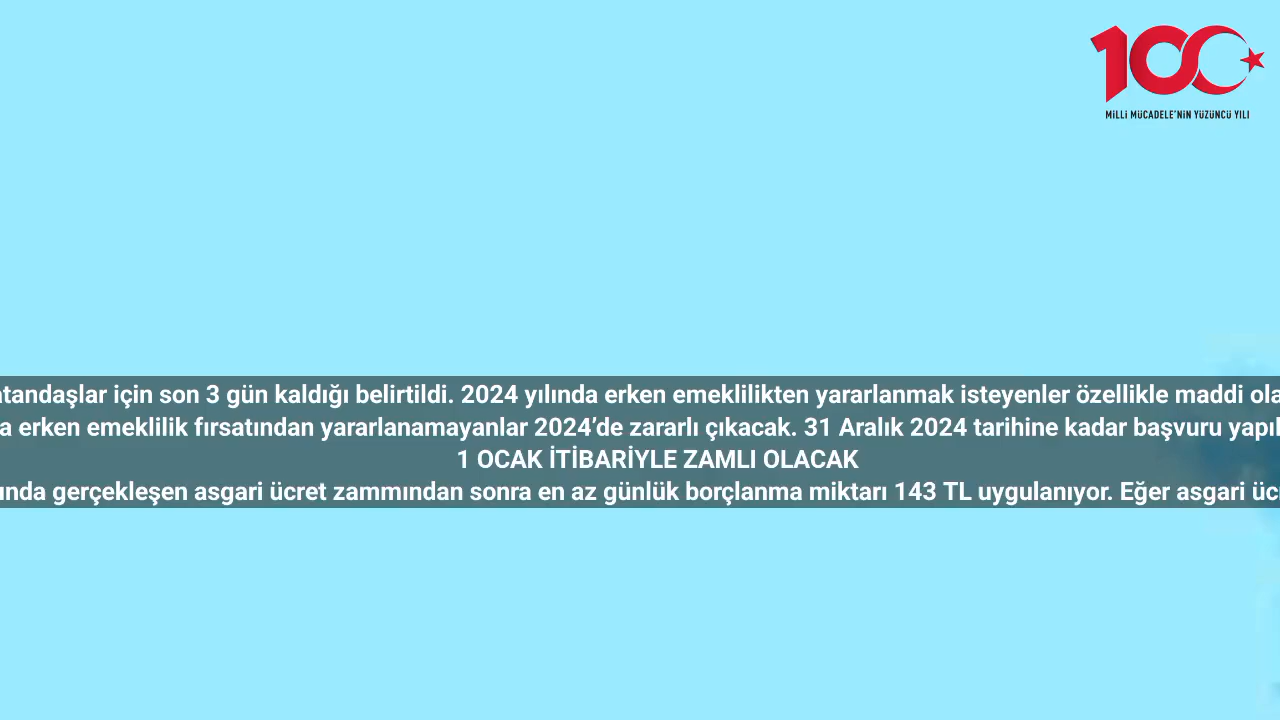 100
MİLLİ MÜCADELE'NİN YÜZÜNCÜ YILI
atandaşlar için son 3 gün kaldığı belirtildi. 2024 yılında erken emeklilikten yararlanmak isteyenler özellikle maddi ola
a erken emeklilik fırsatından yararlanamayanlar 2024’de zararlı çıkacak. 31 Aralık 2024 tarihine kadar başvuru yapıl
1 OCAK İTİBARİYLE ZAMLI OLACAK
ında gerçekleşen asgari ücret zammından sonra en az günlük borçlanma miktarı 143 TL uygulanıyor. Eğer asgari ücr